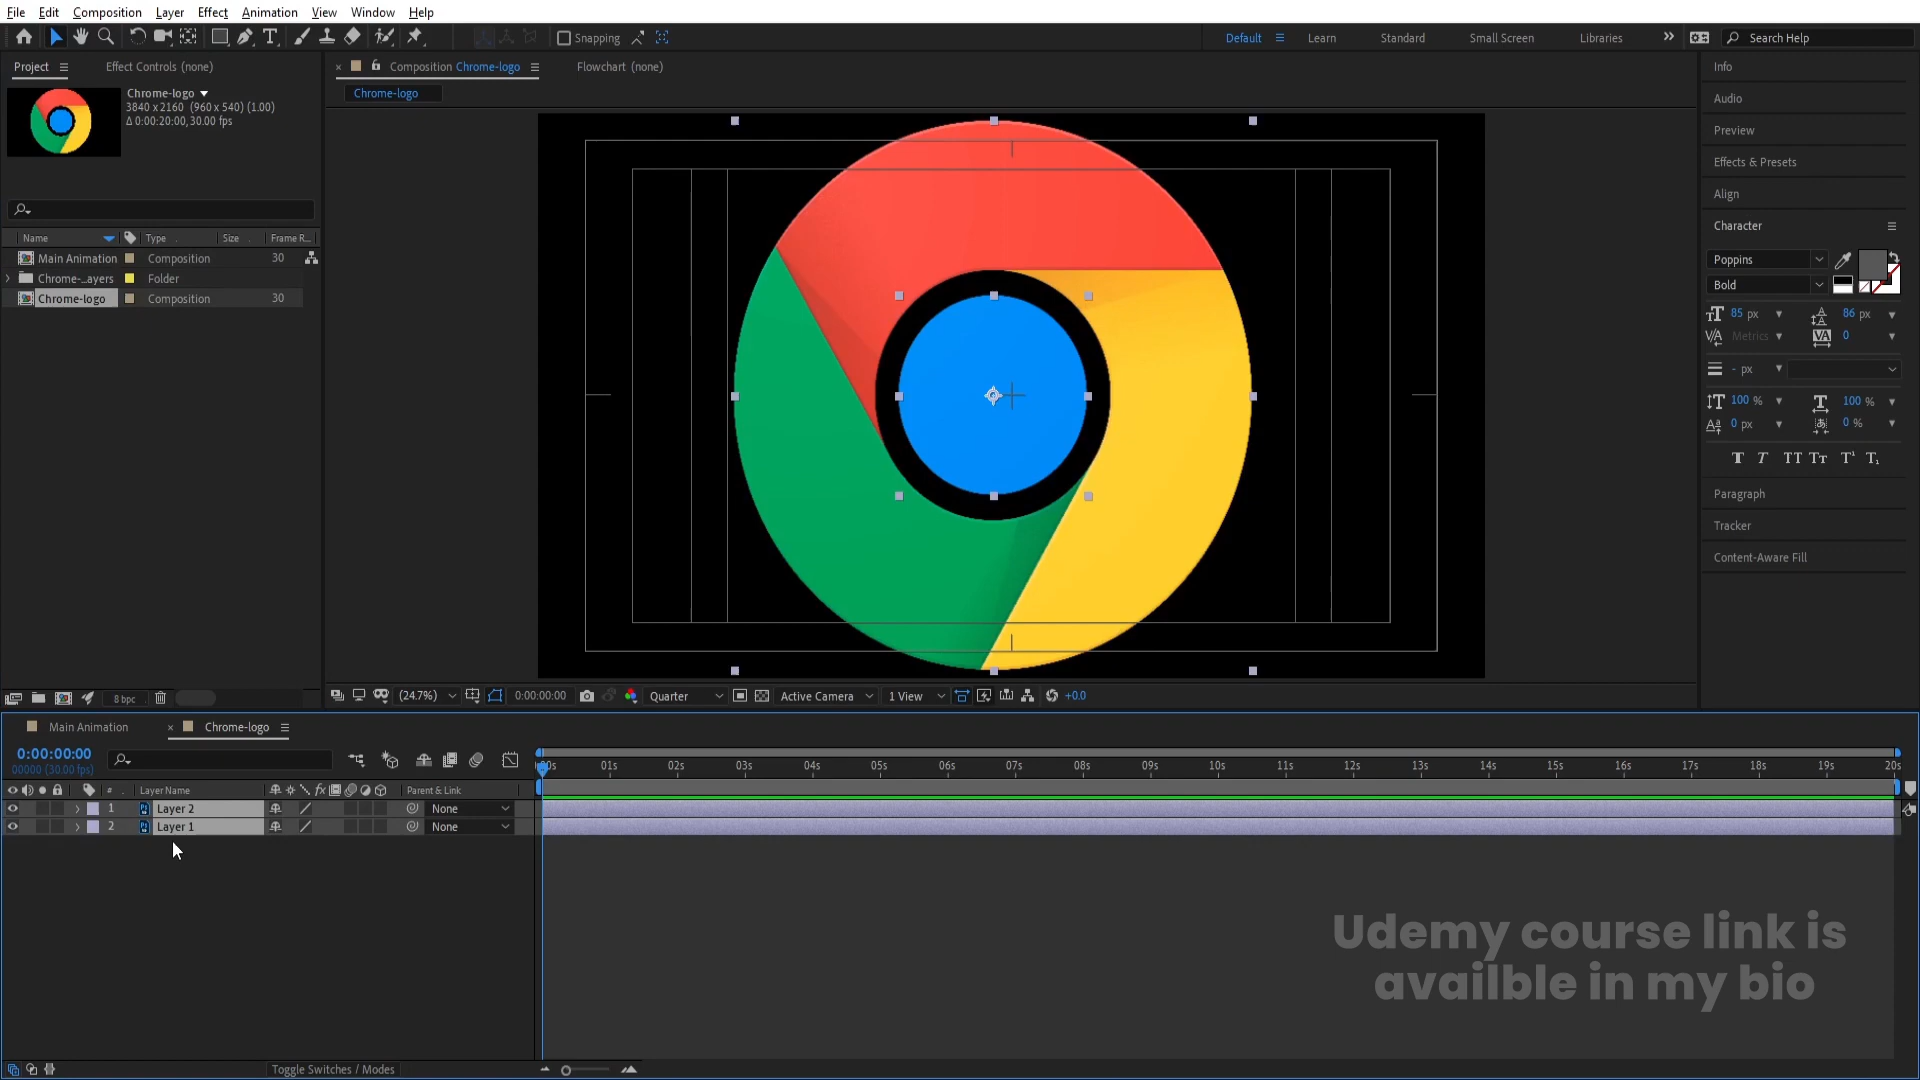 File Edit Composition Layer Effect Animation View Window Help
Snapping
Default Learn Standard Small Screen Libraries Search Help
Project Effect Controls (none)
Composition Chrome-logo Flowchart (none)
Chrome-logo
Chrome-logo
3840 x 2160 (960 x 540) (1.00)
Δ 0:00:20:00, 30.00 fps
Name Type Size Frame R...
Main Animation Composition 30
Chrome-...ayers Folder
Chrome-logo Composition 30
8 bpc
(24.7%) 0:00:00:00 Quarter Active Camera 1 View +0.0
Info
Audio
Preview
Effects & Presets
Align
Character
Poppins
Bold
85 px 86 px
Metrics 0
- px
100 % 100 %
0 px 0 %
T T TT Tt T¹ T₁
Paragraph
Tracker
Content-Aware Fill
Main Animation Chrome-logo
0:00:00:00
00000 (30.00 fps)
01s 02s 03s 04s 05s 06s 07s 08s 09s 10s 11s 12s 13s 14s 15s 16s 17s 18s 19s 20s
# Layer Name Parent & Link
1 Layer 2 None
2 Layer 1 None
Udemy course link is
availble in my bio
Toggle Switches / Modes